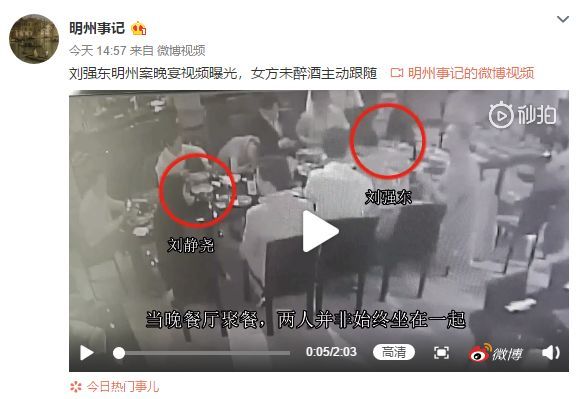 明州事记
今天 14:57 来自 微博视频
刘强东明州案晚宴视频曝光，女方未醉酒主动跟随 明州事记的微博视频
秒拍
刘强东
刘静尧
当晚餐厅聚餐，两人并非始终坐在一起
0:05/2:03 高清 微博
今日热门事儿